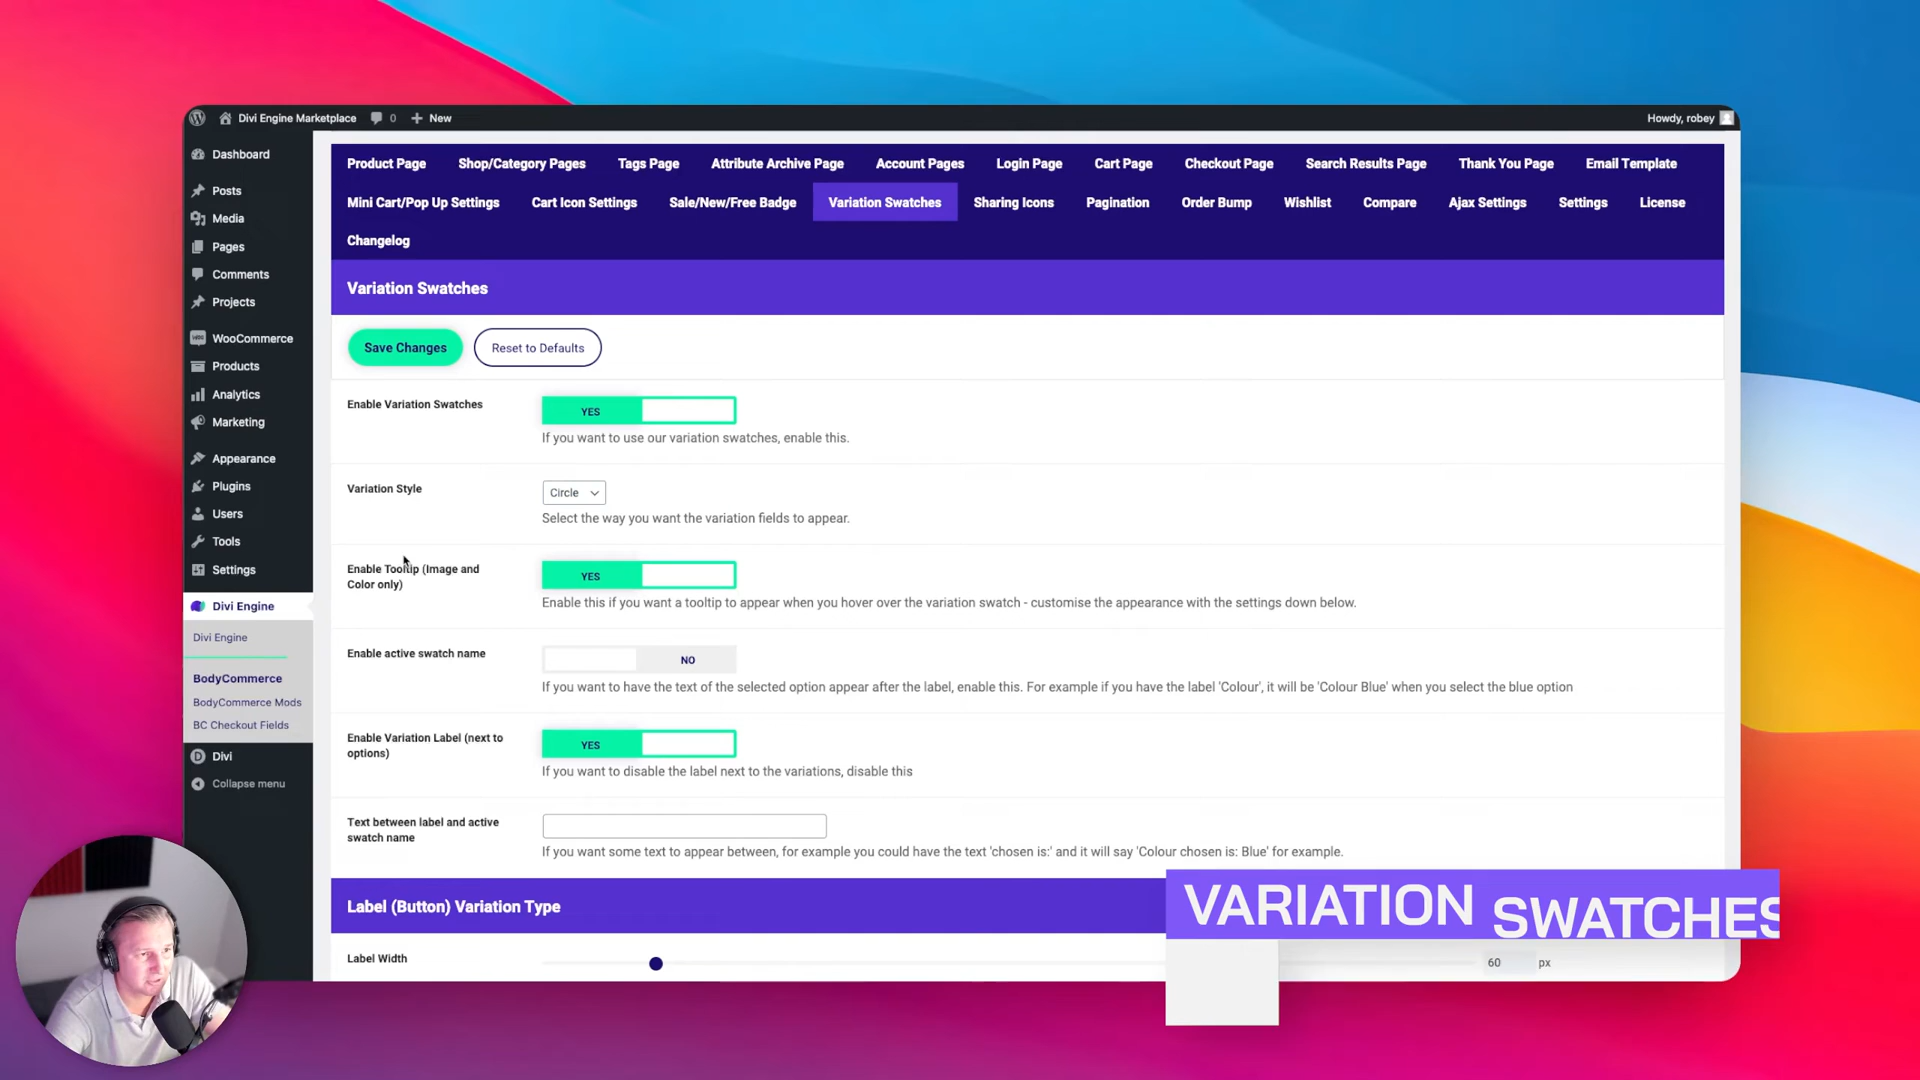 Divi Engine Marketplace 0 New Howdy, robey
Dashboard
Posts
Media
Pages
Comments
Projects
WooCommerce
Products
Analytics
Marketing
Appearance
Plugins
Users
Tools
Settings
Divi Engine
Divi Engine
BodyCommerce
BodyCommerce Mods
BC Checkout Fields
Divi
Collapse menu
Product Page Shop/Category Pages Tags Page Attribute Archive Page Account Pages Login Page Cart Page Checkout Page Search Results Page Thank You Page Email Template
Mini Cart/Pop Up Settings Cart Icon Settings Sale/New/Free Badge Variation Swatches Sharing Icons Pagination Order Bump Wishlist Compare Ajax Settings Settings License
Changelog
Variation Swatches
Save Changes Reset to Defaults
Enable Variation Swatches YES
If you want to use our variation swatches, enable this.
Variation Style Circle
Select the way you want the variation fields to appear.
Enable Tooltip (Image and
Color only)
YES
Enable this if you want a tooltip to appear when you hover over the variation swatch - customise the appearance with the settings down below.
Enable active swatch name NO
If you want to have the text of the selected option appear after the label, enable this. For example if you have the label 'Colour', it will be 'Colour Blue' when you select the blue option
Enable Variation Label (next to
options)
YES
If you want to disable the label next to the variations, disable this
Text between label and active
swatch name
If you want some text to appear between, for example you could have the text 'chosen is:' and it will say 'Colour chosen is: Blue' for example.
Label (Button) Variation Type
Label Width 60 px
VARIATION SWATCHES